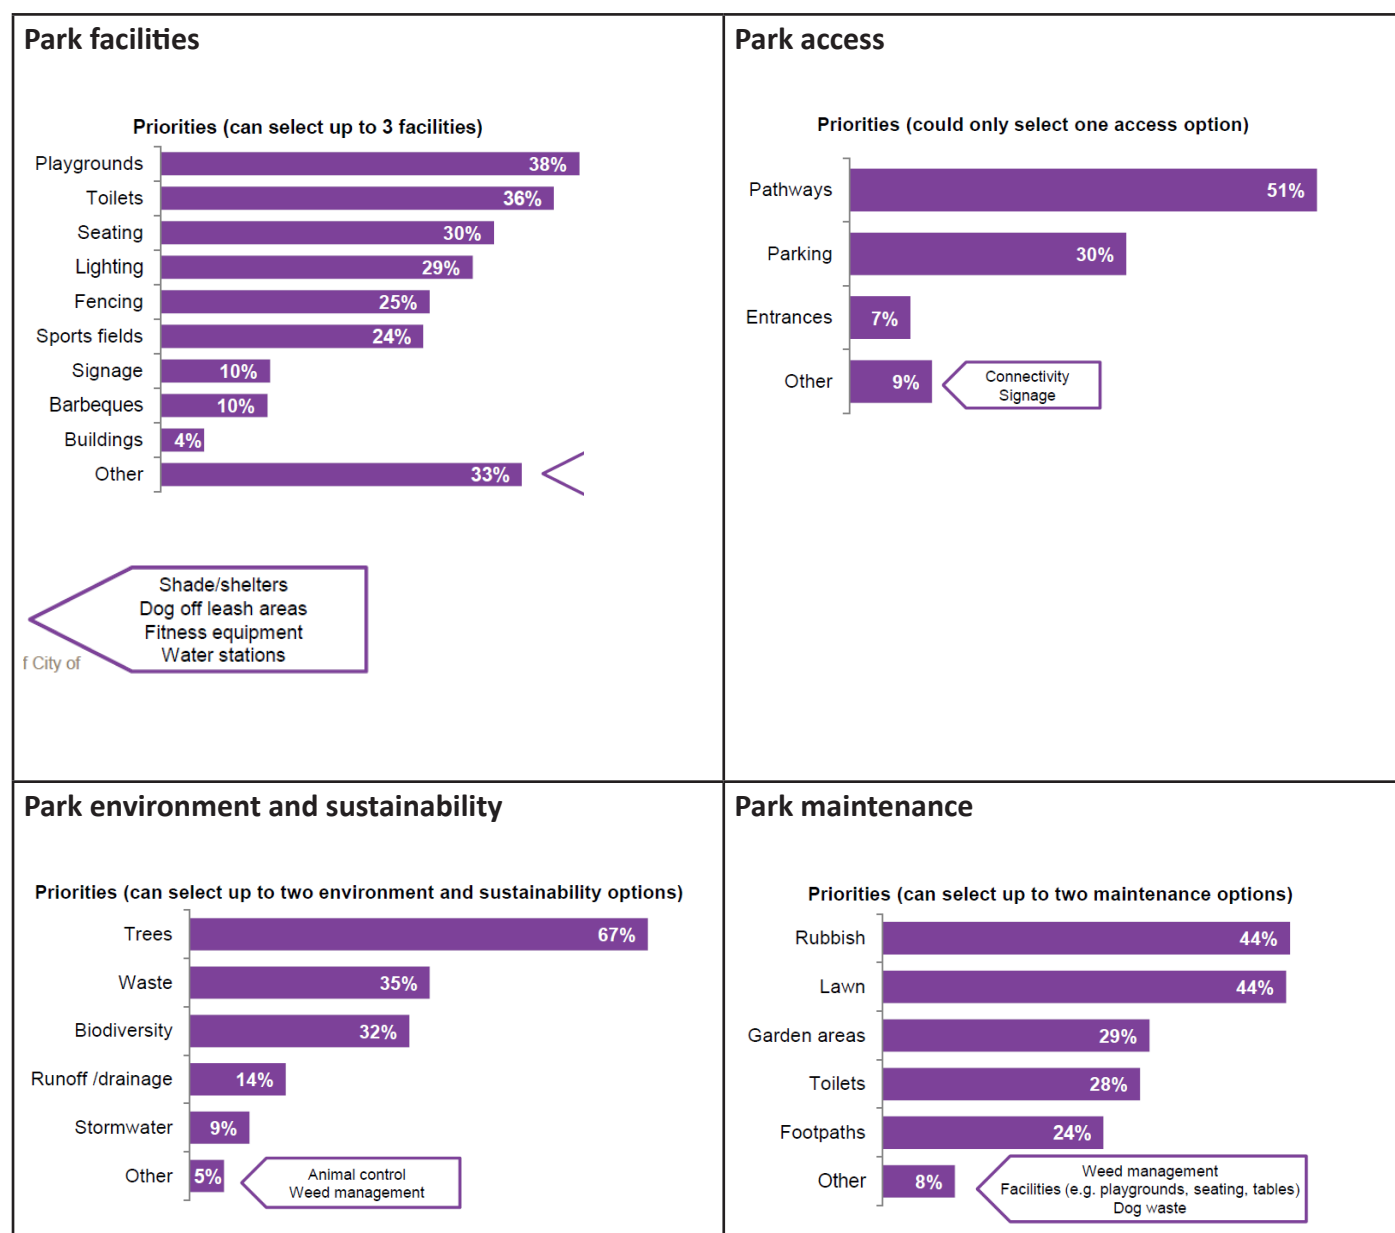 Park facilities
Priorities (can select up to 3 facilities)
Playgrounds 38%
Toilets 36%
Seating 30%
Lighting 29%
Fencing 25%
Sports fields 24%
Signage 10%
Barbeques 10%
Buildings 4%
Other 33%
Shade/shelters
Dog off leash areas
Fitness equipment
Water stations
f City of
Park access
Priorities (could only select one access option)
Pathways 51%
Parking 30%
Entrances 7%
Other 9%
Connectivity
Signage
Park environment and sustainability
Priorities (can select up to two environment and sustainability options)
Trees 67%
Waste 35%
Biodiversity 32%
Runoff /drainage 14%
Stormwater 9%
Other 5%
Animal control
Weed management
Park maintenance
Priorities (can select up to two maintenance options)
Rubbish 44%
Lawn 44%
Garden areas 29%
Toilets 28%
Footpaths 24%
Other 8%
Weed management
Facilities (e.g. playgrounds, seating, tables)
Dog waste